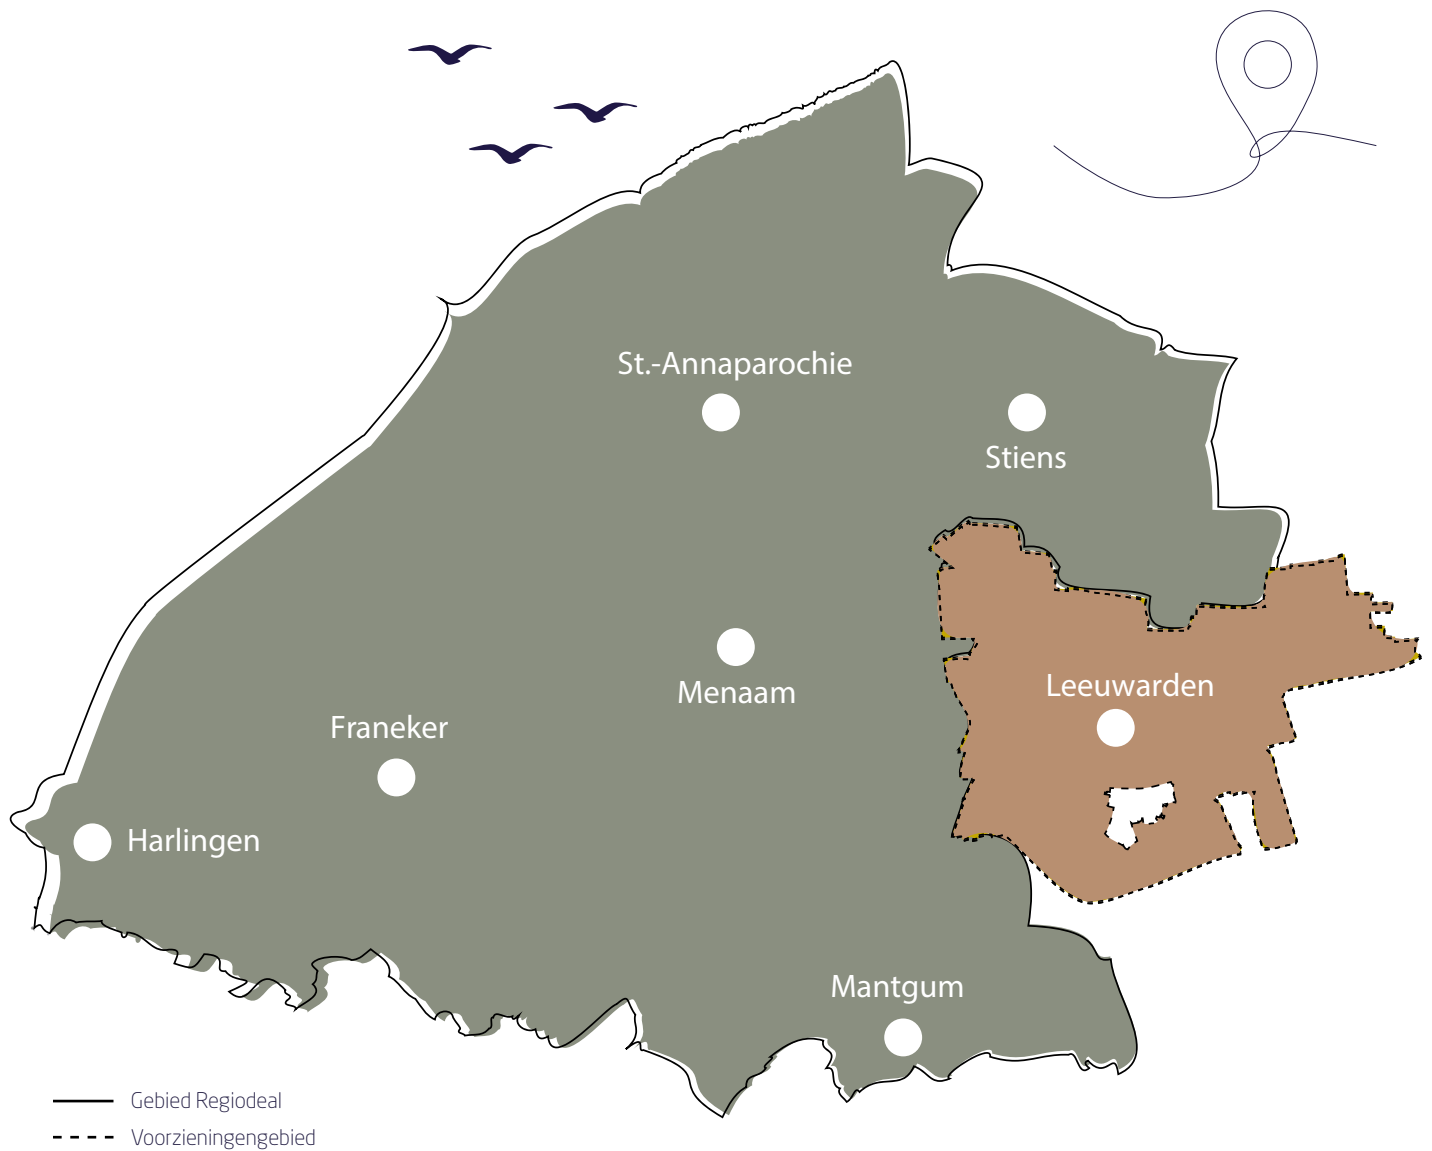 St.-Annaparochie
Stiens
Menaam
Leeuwarden
Franeker
Harlingen
Mantgum
Gebied Regiodeal
Voorzieningengebied